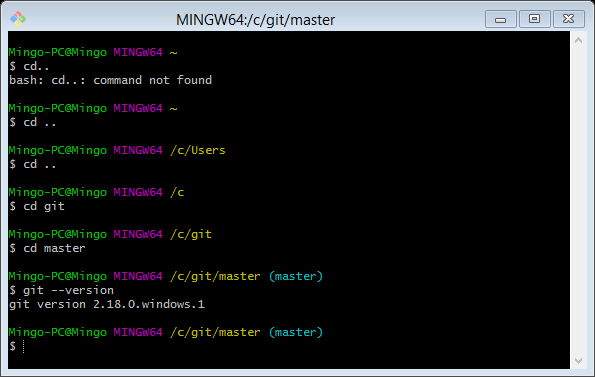 MINGW64:/c/git/master
Mingo-PC@Mingo MINGW64 ~
$ cd..
bash: cd..: command not found
Mingo-PC@Mingo MINGW64 ~
$ cd ..
Mingo-PC@Mingo MINGW64 /c/Users
$ cd ..
Mingo-PC@Mingo MINGW64 /c
$ cd git
Mingo-PC@Mingo MINGW64 /c/git
$ cd master
Mingo-PC@Mingo MINGW64 /c/git/master (master)
$ git --version
git version 2.18.0.windows.1
Mingo-PC@Mingo MINGW64 /c/git/master (master)
$